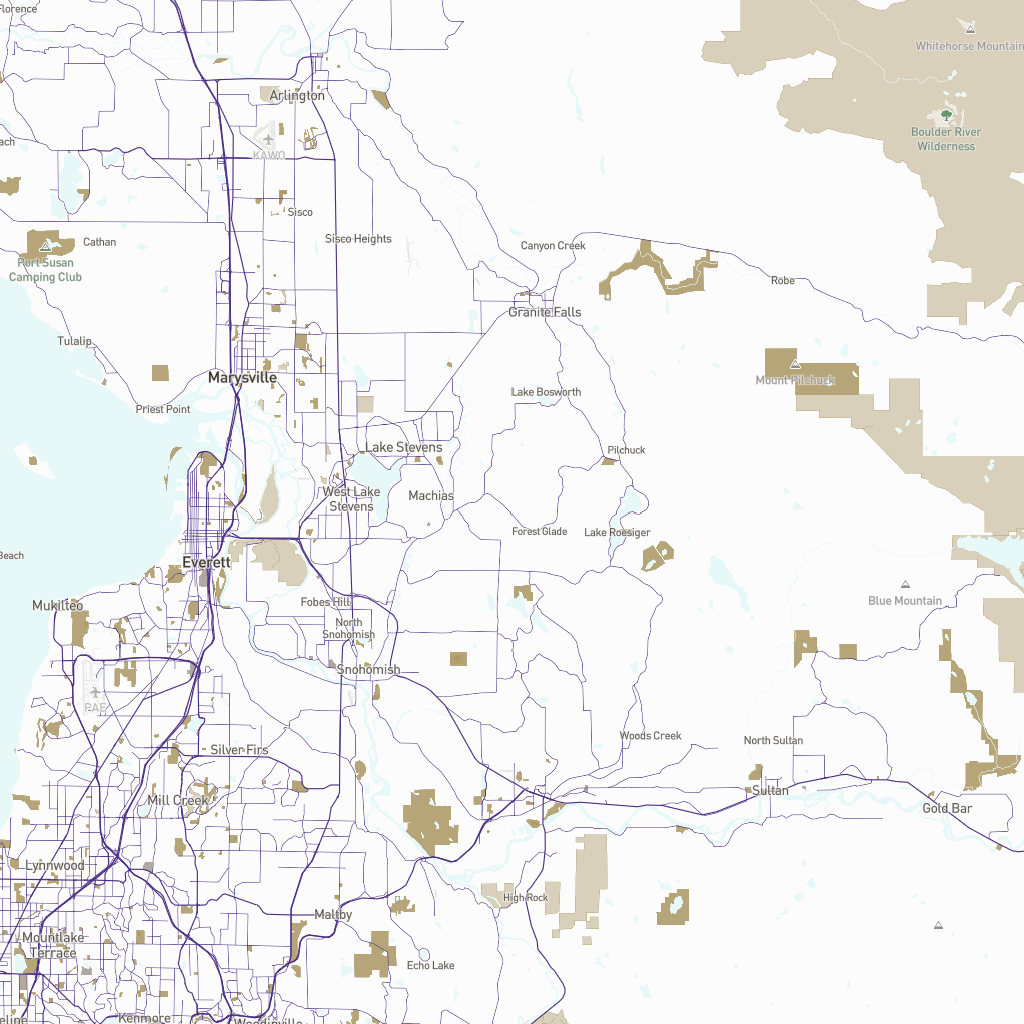 Florence
Whitehorse Mountain
Arlington
Boulder River
Wilderness
each
KAWO
Sisco
Cathan
Sisco Heights
Canyon Creek
Port Susan
Camping Club
Robe
Granite Falls
Tulalip
Marysville
Mount Pilchuck
Lake Bosworth
Priest Point
Lake Stevens
Pilchuck
West Lake
Stevens
Machias
Forest Glade
Lake Roesiger
Beach
Everett
Blue Mountain
Mukilteo
Fobes Hill
North
Snohomish
Snohomish
PAE
Woods Creek
North Sultan
Silver Firs
Sultan
Mill Creek
Gold Bar
Lynnwood
High Rock
Maltby
Mountlake
Terrace
Echo Lake
Kenmore
Woodinville
eline